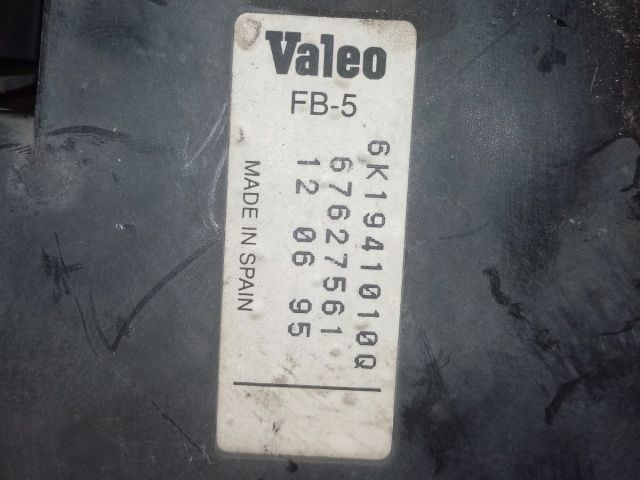 Valeo
FB-5
6K1941010Q
67627561
12 06 95
MADE IN SPAIN